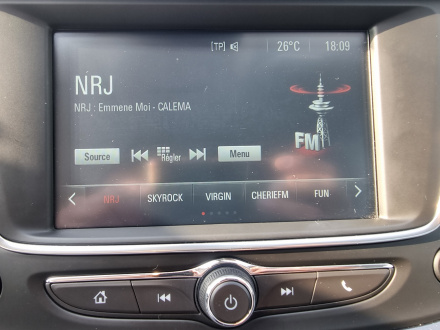 [TP] 26°C 18:09
NRJ
NRJ : Emmene Moi - CALEMA
FM
Source Régler Menu
NRJ SKYROCK VIRGIN CHERIEFM FUN